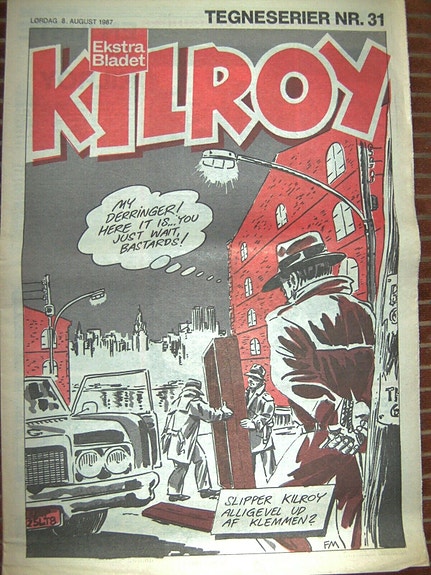 LØRDAG 8. AUGUST 1987
TEGNESERIER NR. 31
Ekstra
Bladet
KILROY
MY
DERRINGER!
HERE IT IS...YOU
JUST WAIT,
BASTARDS!
SLIPPER KILROY
ALLIGEVEL UD
AF KLEMMEN?
FM